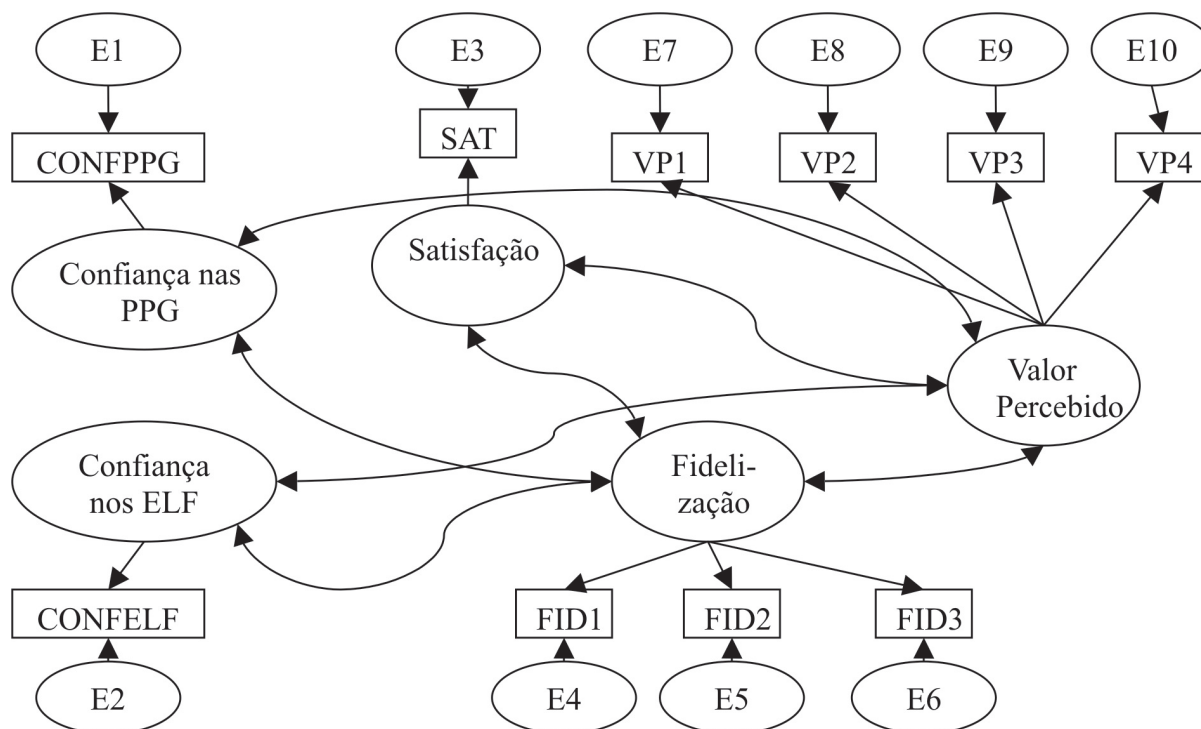 E1
E3
E7
E8
E9
E10
CONFPPG
SAT
VP1
VP2
VP3
VP4
Confiança nas
PPG
Satisfação
Valor
Percebido
Confiança
nos ELF
Fideli-
zação
CONFELF
FID1
FID2
FID3
E2
E4
E5
E6